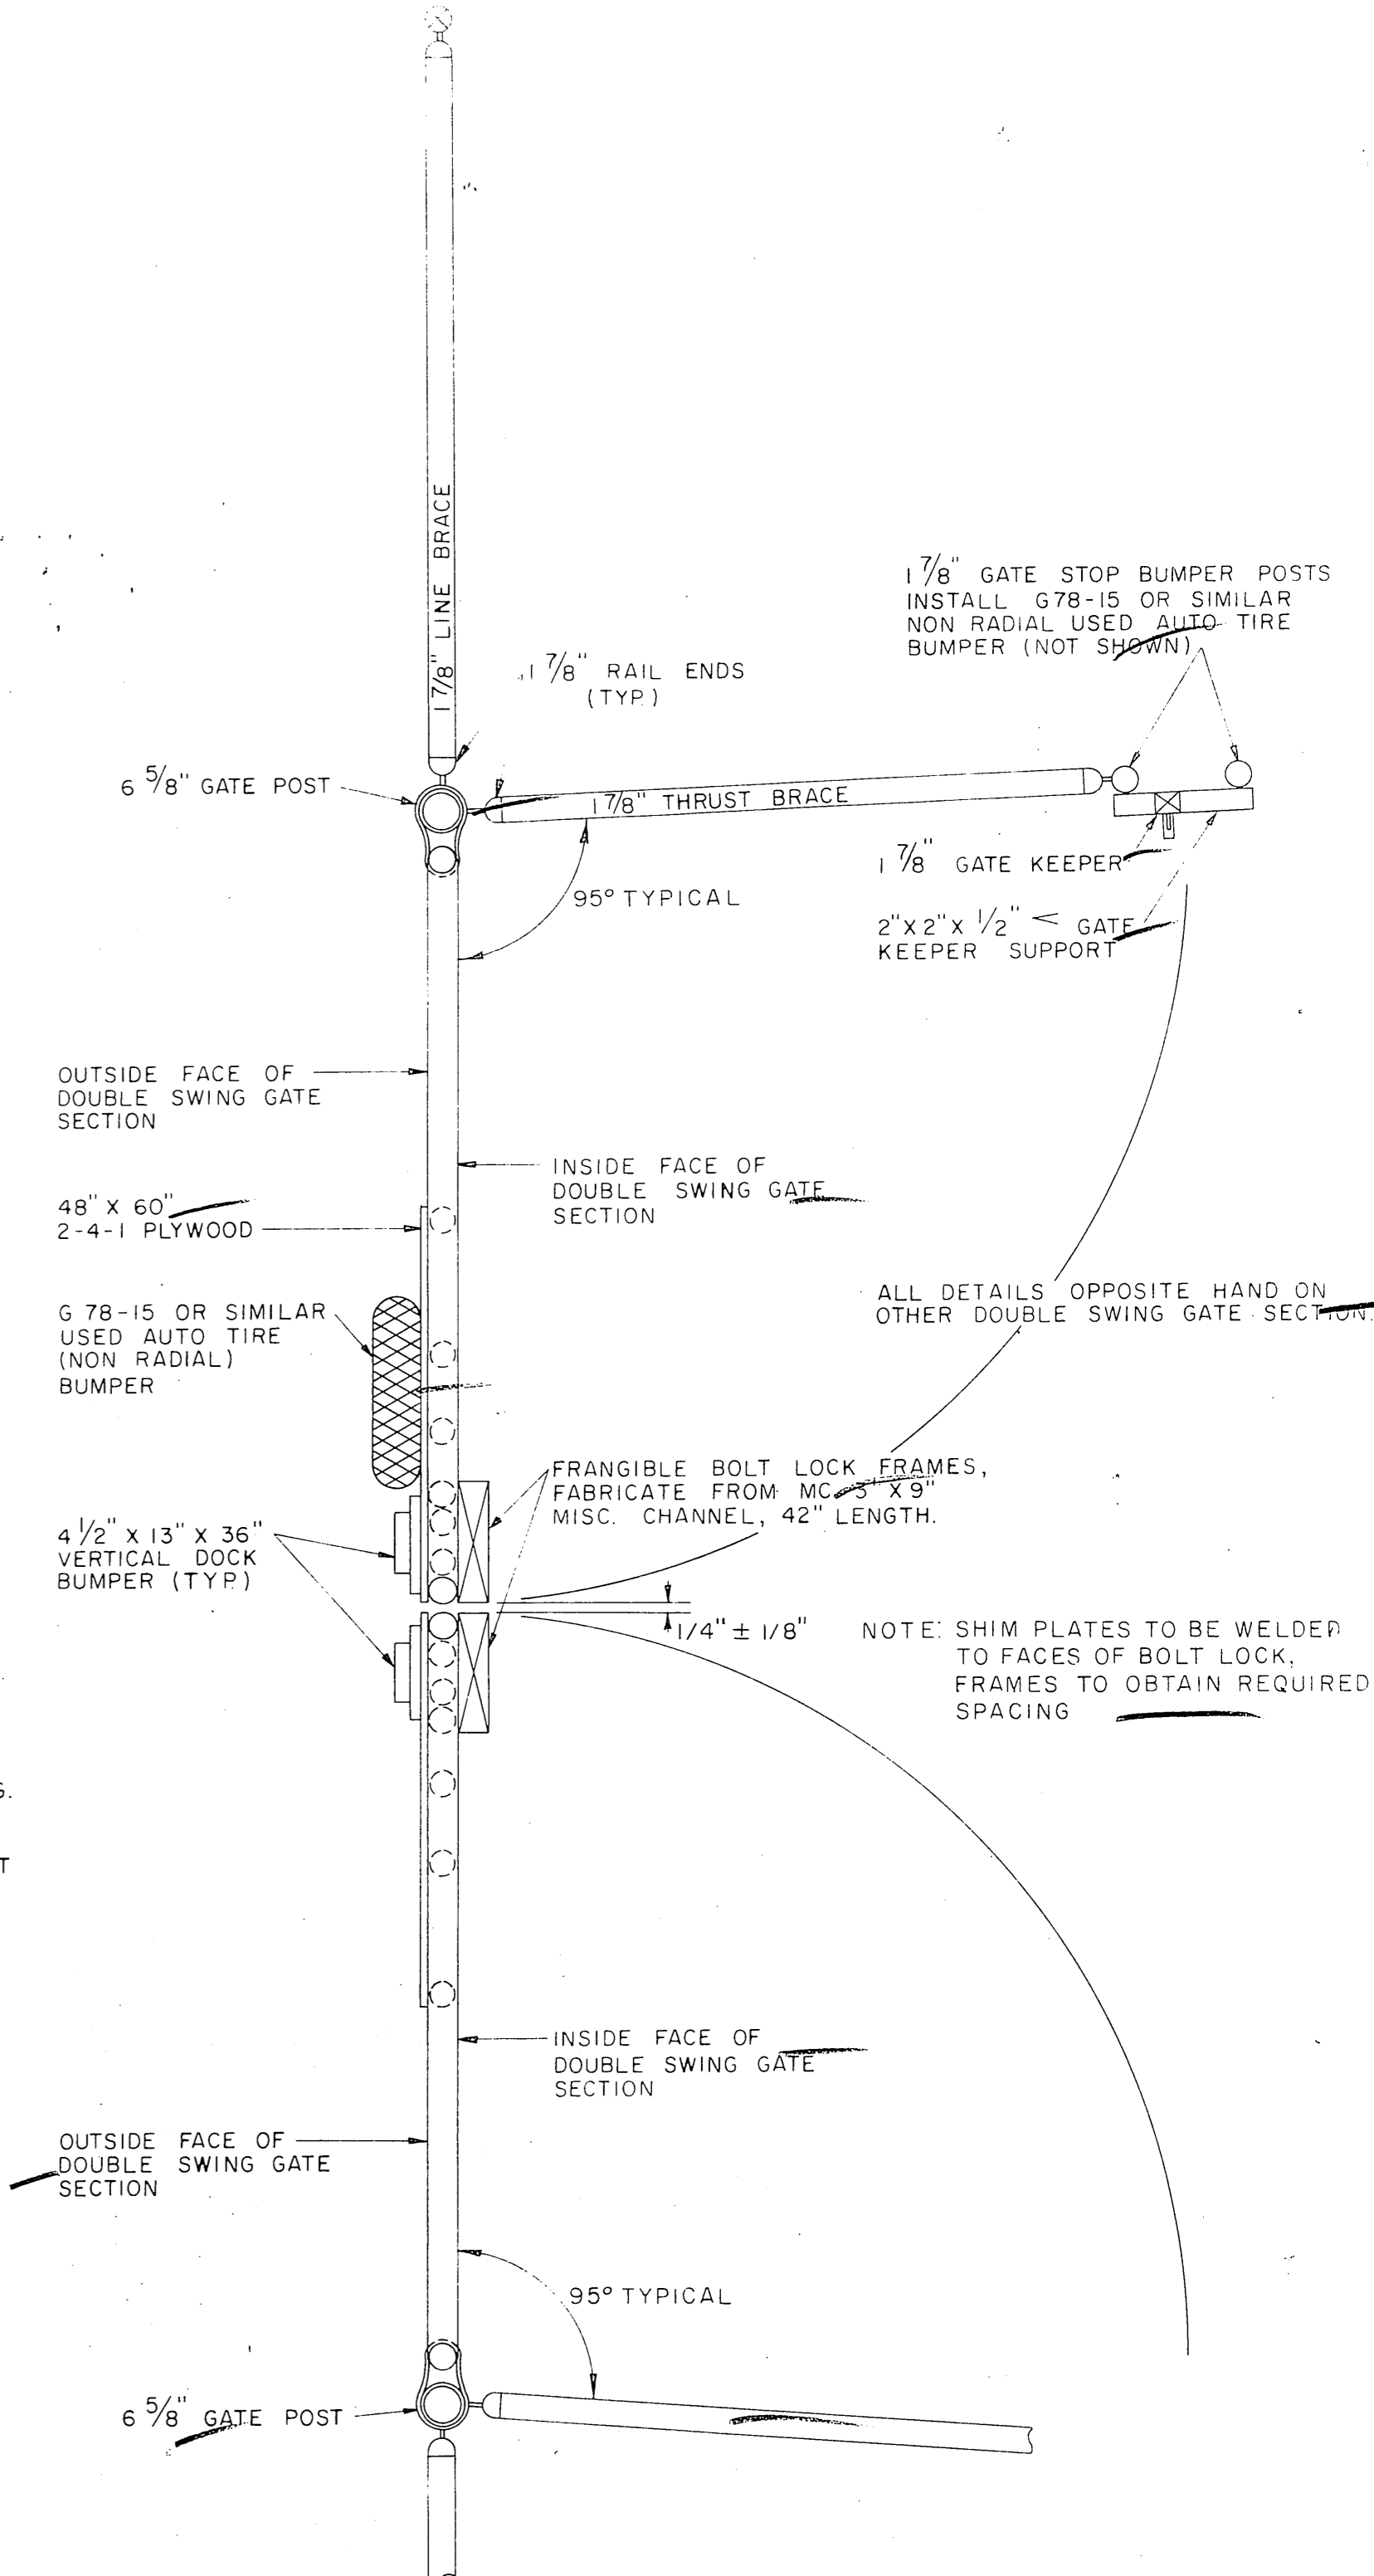 1 7/8" LINE BRACE
1 7/8" GATE STOP BUMPER POSTS
INSTALL G78-15 OR SIMILAR
NON RADIAL USED AUTO TIRE
BUMPER (NOT SHOWN)
1 7/8" RAIL ENDS
(TYP.)
6 5/8" GATE POST
1 7/8" THRUST BRACE
1 7/8" GATE KEEPER
95° TYPICAL
2"X2"X 1/2" < GATE
KEEPER SUPPORT
OUTSIDE FACE OF
DOUBLE SWING GATE
SECTION
INSIDE FACE OF
DOUBLE SWING GATE
SECTION
48" X 60"
2-4-1 PLYWOOD
ALL DETAILS OPPOSITE HAND ON
OTHER DOUBLE SWING GATE SECTION.
G 78-15 OR SIMILAR
USED AUTO TIRE
(NON RADIAL)
BUMPER
FRANGIBLE BOLT LOCK FRAMES,
FABRICATE FROM MC 3" X 9"
MISC. CHANNEL, 42" LENGTH.
4 1/2" X 13" X 36"
VERTICAL DOCK
BUMPER (TYP.)
1/4" ± 1/8"
NOTE: SHIM PLATES TO BE WELDED
TO FACES OF BOLT LOCK,
FRAMES TO OBTAIN REQUIRED
SPACING
INSIDE FACE OF
DOUBLE SWING GATE
SECTION
OUTSIDE FACE OF
DOUBLE SWING GATE
SECTION
95° TYPICAL
6 5/8" GATE POST